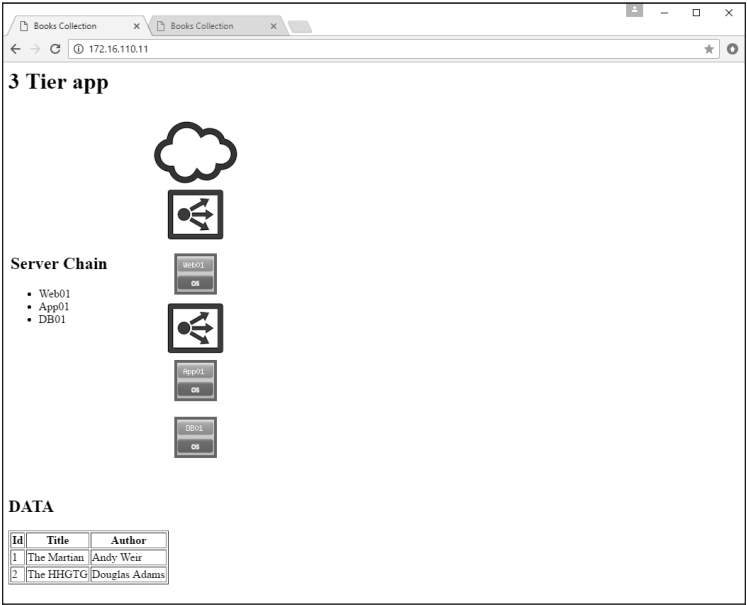 Books Collection
Books Collection
172.16.110.11
3 Tier app
Web01
OS
Server Chain
Web01
App01
DB01
App01
OS
DB01
OS
DATA
Id Title Author
1 The Martian Andy Weir
2 The HHGTG Douglas Adams